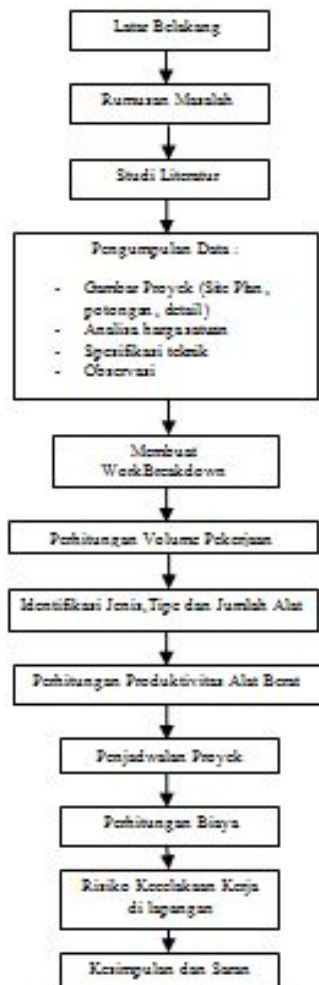 Latar Belakang
Rumusan Masalah
Studi Literatur
Pengumpulan Data :
- Gambar Proyek (Site Plan,
potongan, detail)
- Analisa harga satuan
- Spesifikasi teknik
- Observasi
Membuat
WorkBreakdown
Perhitungan Volume Pekerjaan
Identifikasi Jenis,Tipe dan Jumlah Alat
Perhitungan Produktivitas Alat Berat
Penjadwalan Proyek
Perhitungan Biaya
Risiko Kecelakaan Kerja
di lapangan
Kesimpulan dan Saran